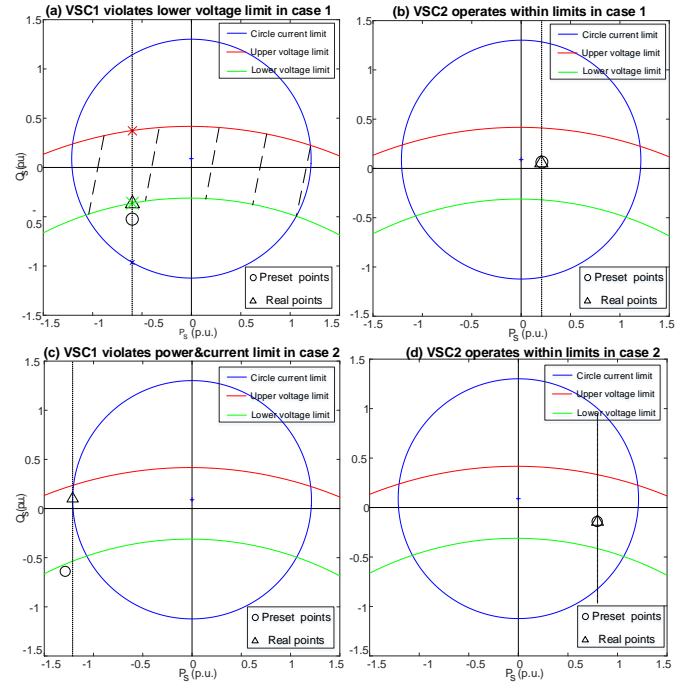 (a) VSC1 violates lower voltage limit in case 1
1.5
1
0.5
0
-0.5
-1
-1.5
Qs (pu)
Circle current limit
Upper voltage limit
Lower voltage limit
Preset points
Real points
-1.5 -1 -0.5 0 0.5 1 1.5
Ps (p.u.)
(b) VSC2 operates within limits in case 1
1.5
1
0.5
0
-0.5
-1
-1.5
Circle current limit
Upper voltage limit
Lower voltage limit
Preset points
Real points
-1.5 -1 -0.5 0 0.5 1 1.5
Ps (p.u.)
(c) VSC1 violates power&current limit in case 2
1.5
1
0.5
0
-0.5
-1
-1.5
Qs (pu)
Circle current limit
Upper voltage limit
Lower voltage limit
Preset points
Real points
-1.5 -1 -0.5 0 0.5 1 1.5
Ps (p.u.)
(d) VSC2 operates within limits in case 2
1.5
1
0.5
0
-0.5
-1
-1.5
Circle current limit
Upper voltage limit
Lower voltage limit
Preset points
Real points
-1.5 -1 -0.5 0 0.5 1 1.5
Ps (p.u.)